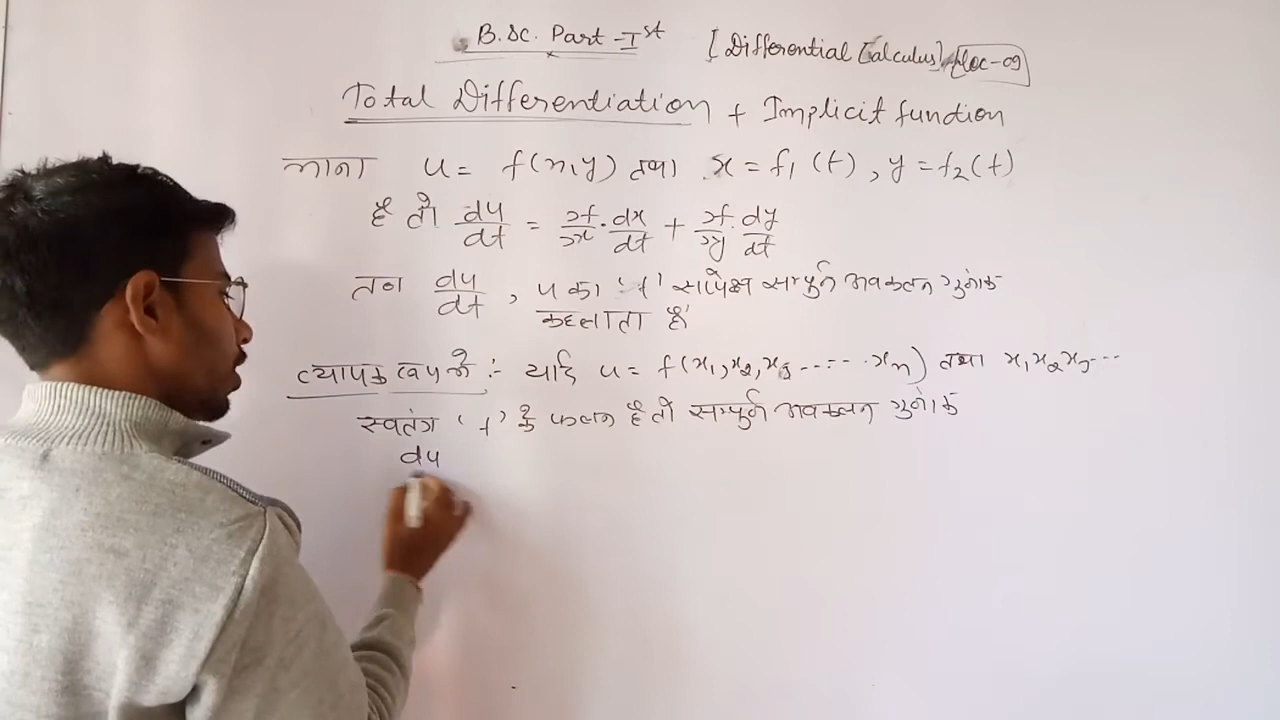 B.Sc. Part-Ist [Differential Calculus] Lec-09
Total Differentiation + Implicit function
माना u = f(x,y) तथा x = f₁(t), y = f₂(t)
है तो du/dt = ∂f/∂x · dx/dt + ∂f/∂y · dy/dt
तब du/dt, u का 't' सापेक्ष सम्पूर्ण अवकलन गुणांक
कहलाता है।
व्यापक रूप में :- यदि u = f(x₁, x₂, x₃ ...... xₙ) तथा x₁ x₂ x₃ ...
स्वतंत्र 't' के फलन है तो सम्पूर्ण अवकलन गुणांक
du